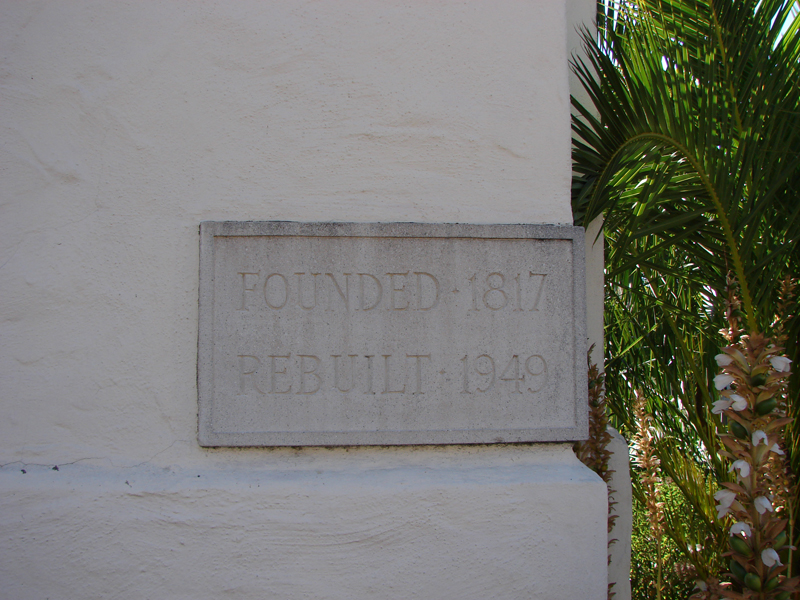 FOUNDED · 1817
REBUILT · 1949